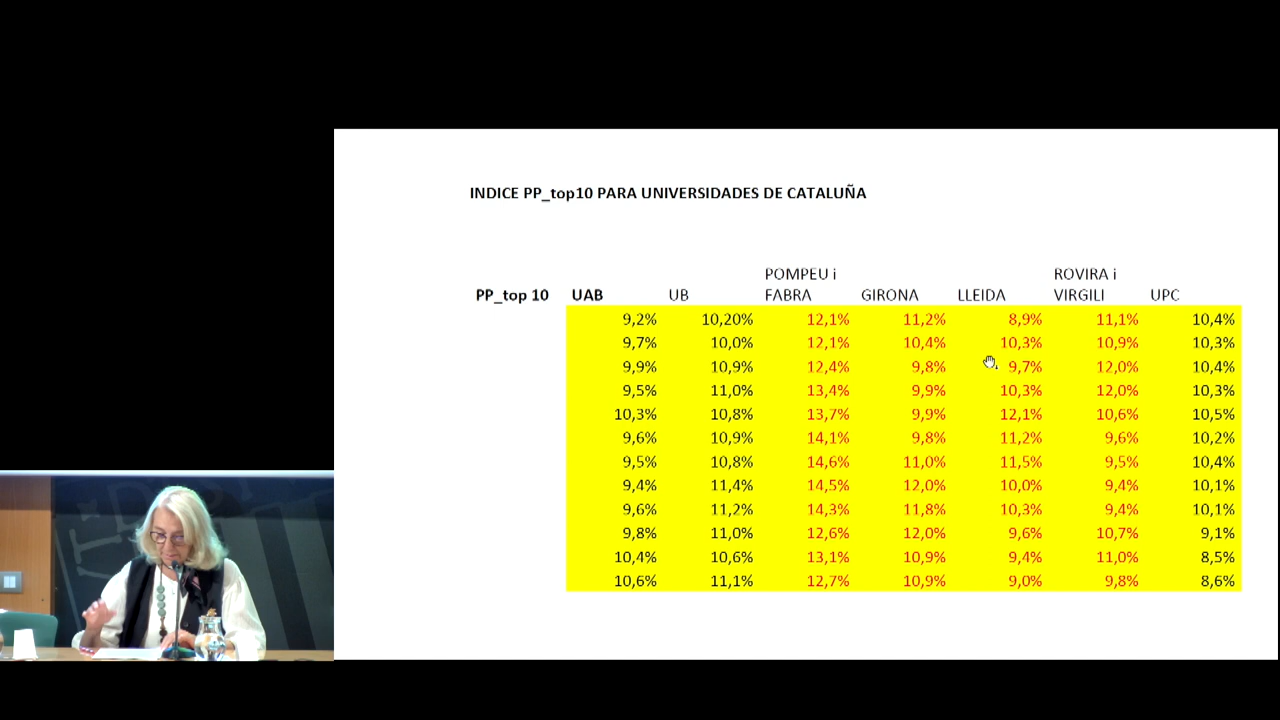 INDICE PP_top10 PARA UNIVERSIDADES DE CATALUÑA
POMPEU i ROVIRA i
PP_top 10 UAB UB FABRA GIRONA LLEIDA VIRGILI UPC
9,2% 10,20% 12,1% 11,2% 8,9% 11,1% 10,4%
9,7% 10,0% 12,1% 10,4% 10,3% 10,9% 10,3%
9,9% 10,9% 12,4% 9,8% 9,7% 12,0% 10,4%
9,5% 11,0% 13,4% 9,9% 10,3% 12,0% 10,3%
10,3% 10,8% 13,7% 9,9% 12,1% 10,6% 10,5%
9,6% 10,9% 14,1% 9,8% 11,2% 9,6% 10,2%
9,5% 10,8% 14,6% 11,0% 11,5% 9,5% 10,4%
9,4% 11,4% 14,5% 12,0% 10,0% 9,4% 10,1%
9,6% 11,2% 14,3% 11,8% 10,3% 9,4% 10,1%
9,8% 11,0% 12,6% 12,0% 9,6% 10,7% 9,1%
10,4% 10,6% 13,1% 10,9% 9,4% 11,0% 8,5%
10,6% 11,1% 12,7% 10,9% 9,0% 9,8% 8,6%